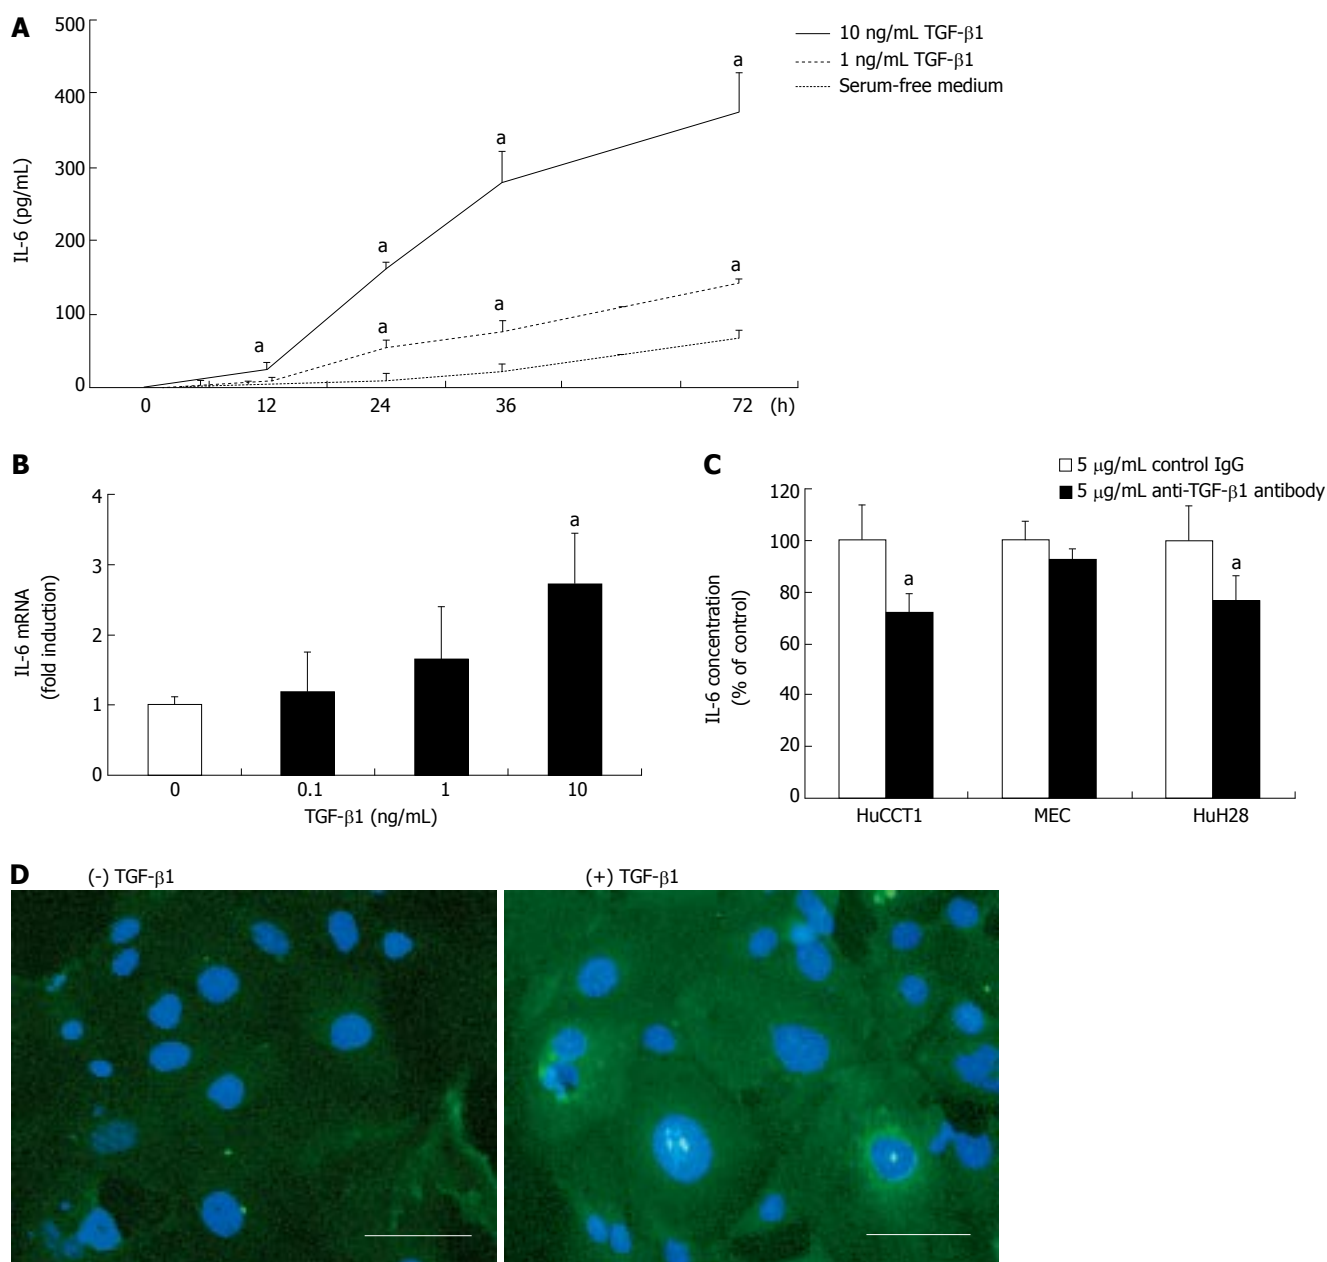 A
500
400
300
200
100
0
IL-6 (pg/mL)
10 ng/mL TGF-β1
1 ng/mL TGF-β1
Serum-free medium
a
a
a
a
a
a
a
0 12 24 36 72 (h)
B
4
3
2
1
0
IL-6 mRNA
(fold induction)
a
0 0.1 1 10
TGF-β1 (ng/mL)
C
5 μg/mL control IgG
5 μg/mL anti-TGF-β1 antibody
120
100
80
60
40
20
0
IL-6 concentration
(% of control)
a
a
HuCCT1 MEC HuH28
D
(-) TGF-β1
(+) TGF-β1